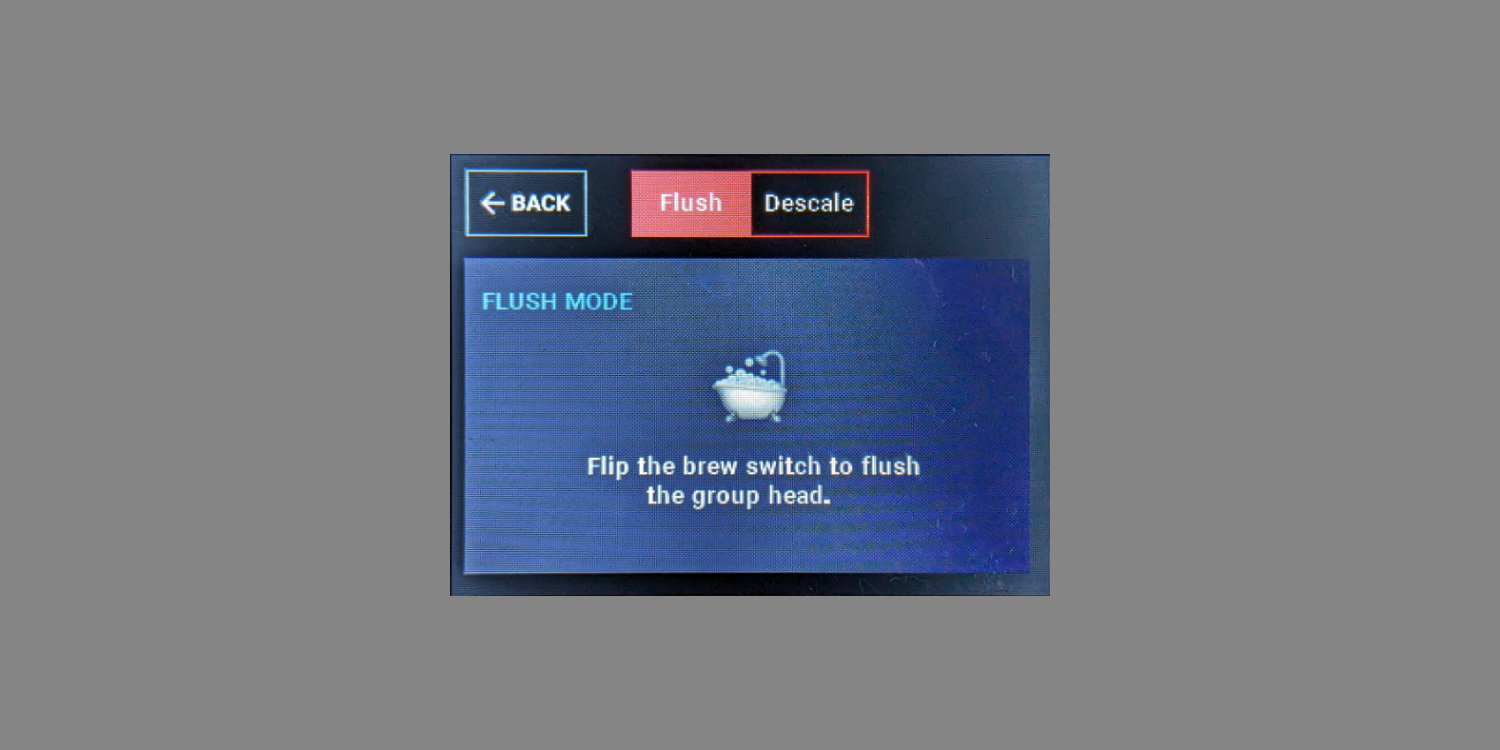 ← BACK
Flush
Descale
FLUSH MODE
Flip the brew switch to flush
the group head.